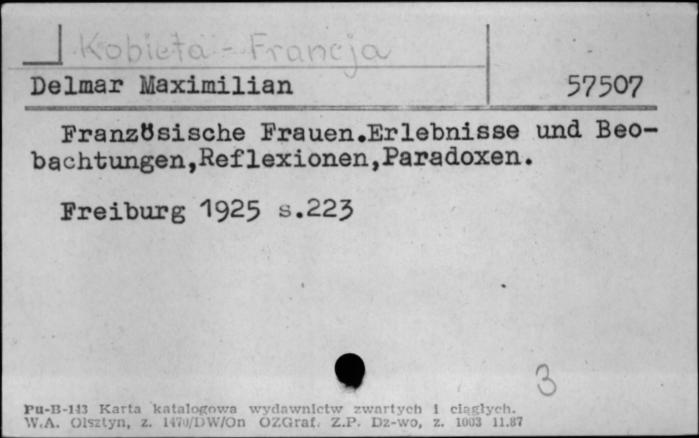 Kobieta - Francja
Delmar Maximilian 57507
Französische Frauen.Erlebnisse und Beo-
bachtungen,Reflexionen,Paradoxen.
Freiburg 1925 s.223
3
Pu-B-143 Karta katalogowa wydawnictw zwartych i ciągłych.
W.A. Olsztyn, z. 1470/DW/On OZGraf. Z.P. Dz-wo, z. 1003 11.87